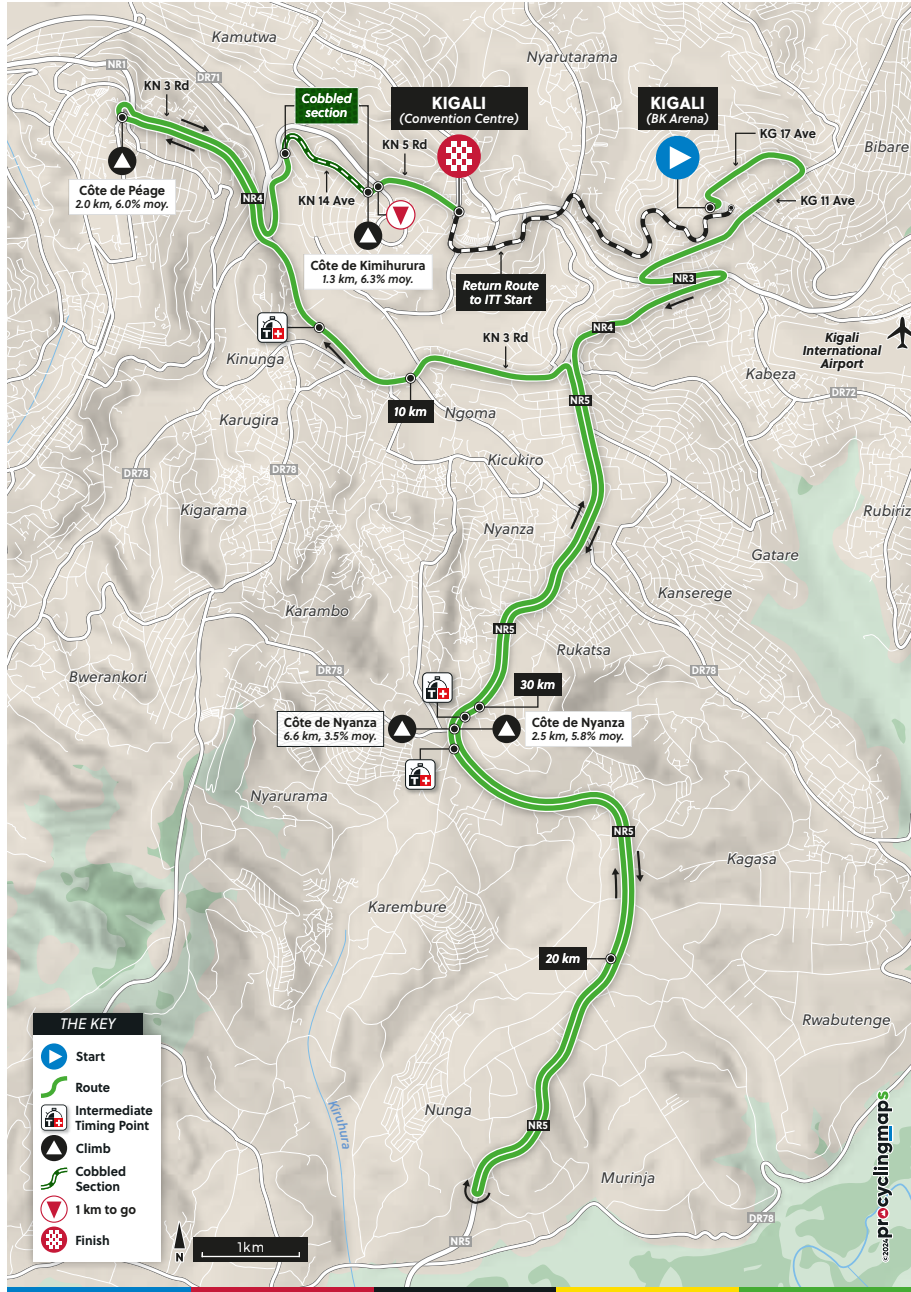 Kamutwa
Nyarutarama
NR1
DR71
KN 3 Rd
Cobbled
section
KIGALI
(Convention Centre)
KIGALI
(BK Arena)
KG 17 Ave
Bibare
KN 5 Rd
Côte de Péage
2.0 km, 6.0% moy.
NR4
KN 14 Ave
KG 11 Ave
Côte de Kimihurura
1.3 km, 6.3% moy.
Return Route
to ITT Start
NR3
NR4
KN 3 Rd
Kigali
International
Airport
Kinunga
Kabeza
DR72
NR5
10 km
Ngoma
Karugira
Kicukiro
DR78
DR78
Kigarama
Nyanza
Rubiriz
Gatare
Kanserege
Karambo
NR5
Rukatsa
Bwerankori
DR78
DR78
30 km
Côte de Nyanza
6.6 km, 3.5% moy.
Côte de Nyanza
2.5 km, 5.8% moy.
Nyarurama
NR5
Kagasa
Karembure
20 km
Rwabutenge
THE KEY
Start
Route
Intermediate
Timing Point
Climb
Cobbled
Section
1 km to go
Finish
Kiruhura
Nunga
NR5
Murinja
DR78
NR5
N
1km
©2024 procyclingmaps